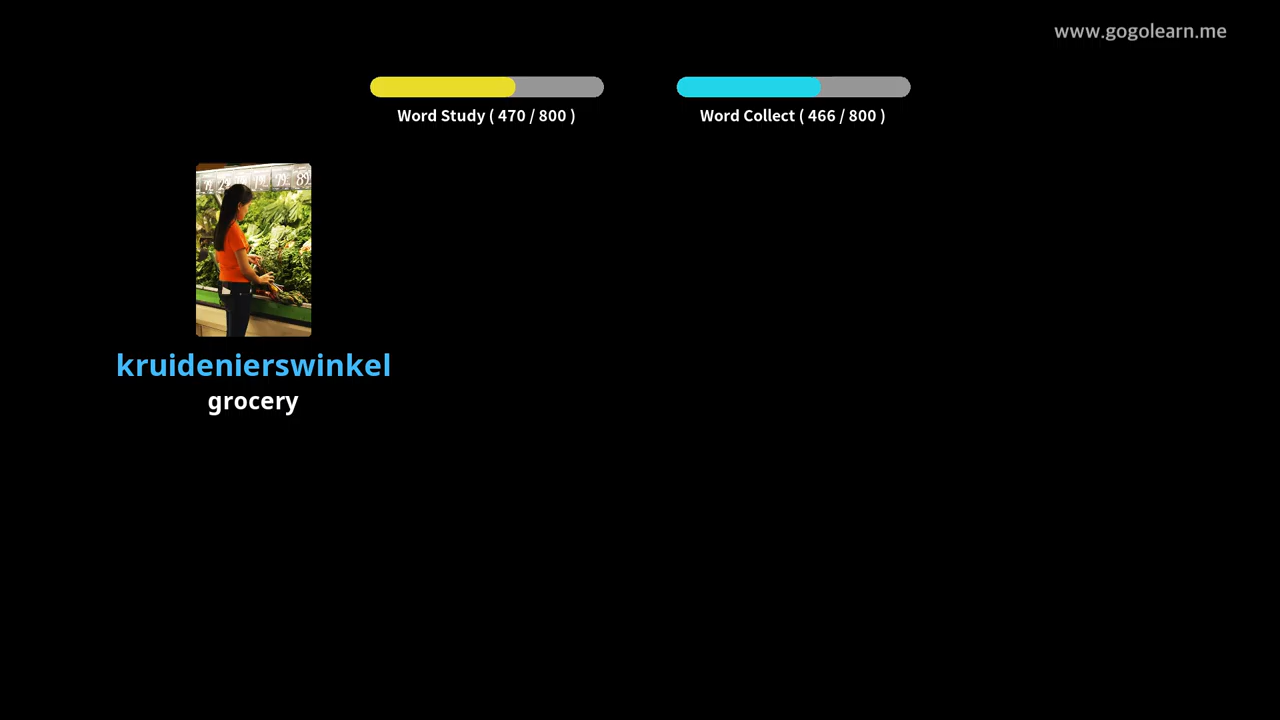 www.gogolearn.me
Word Study ( 470 / 800 )
Word Collect ( 466 / 800 )
kruidenierswinkel
grocery